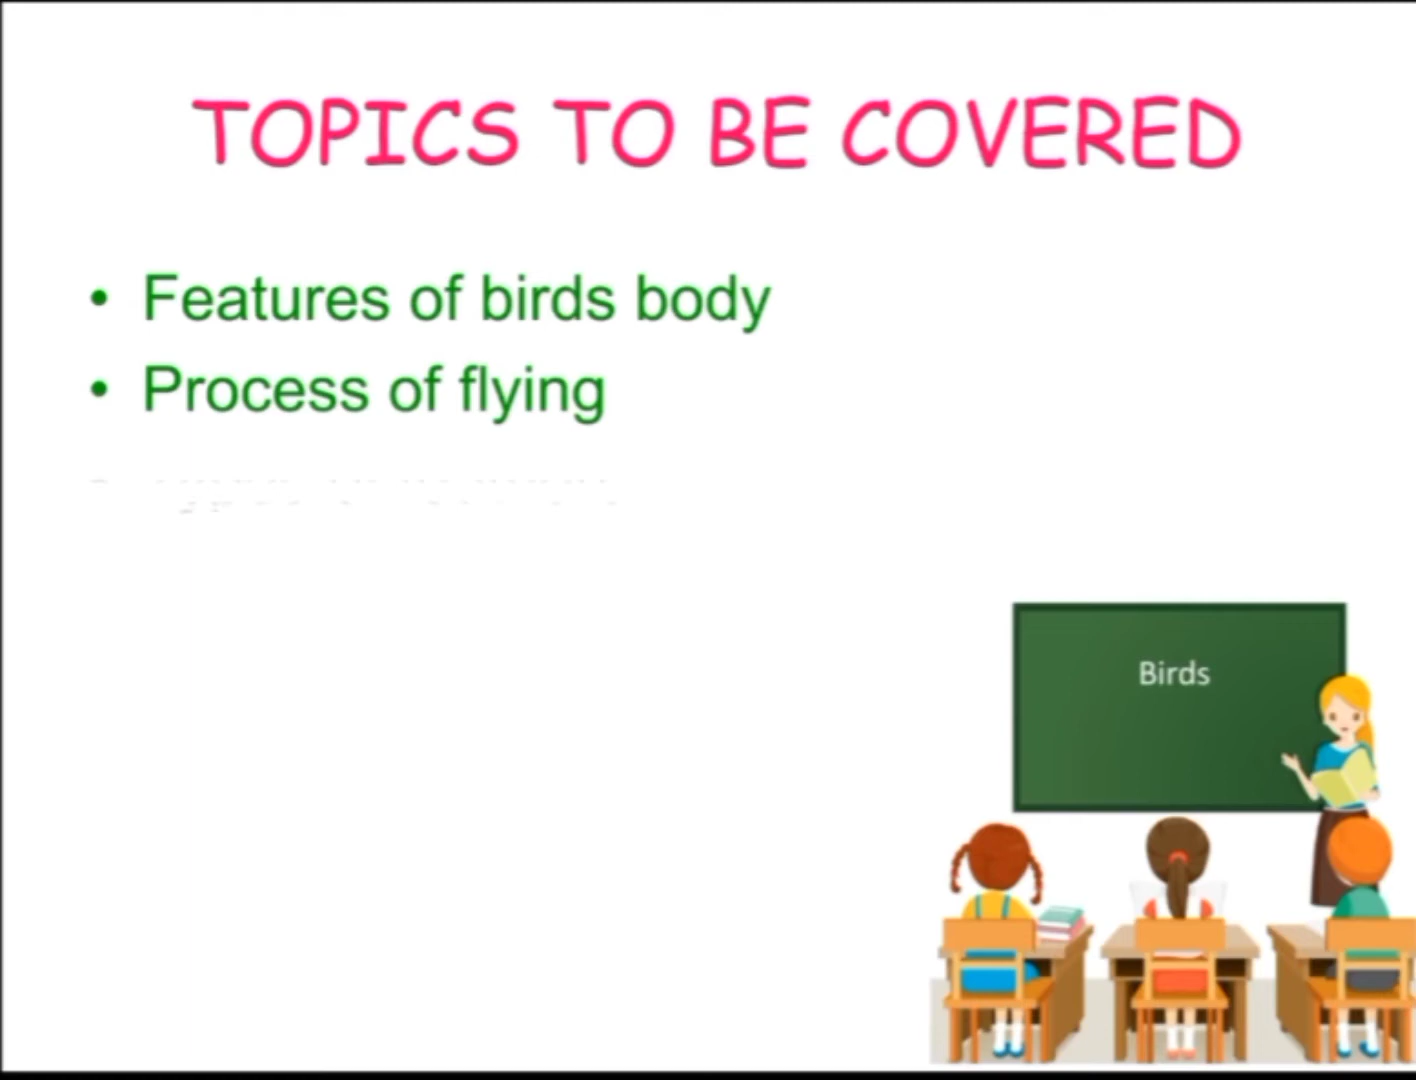 TOPICS TO BE COVERED
• Features of birds body
• Process of flying
Birds